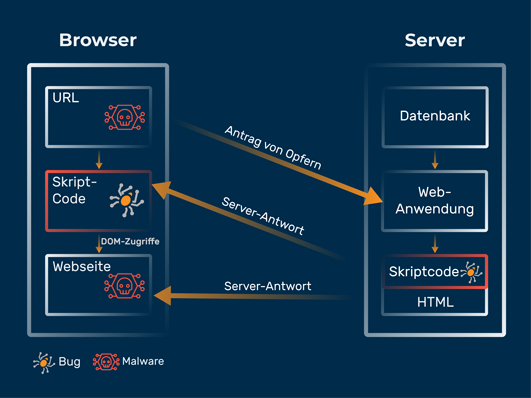 Browser
Server
URL
Datenbank
Antrag von Opfern
Skript-
Code
Web-
Anwendung
Server-Antwort
DOM-Zugriffe
Webseite
Skriptcode
Server-Antwort
HTML
Bug
Malware